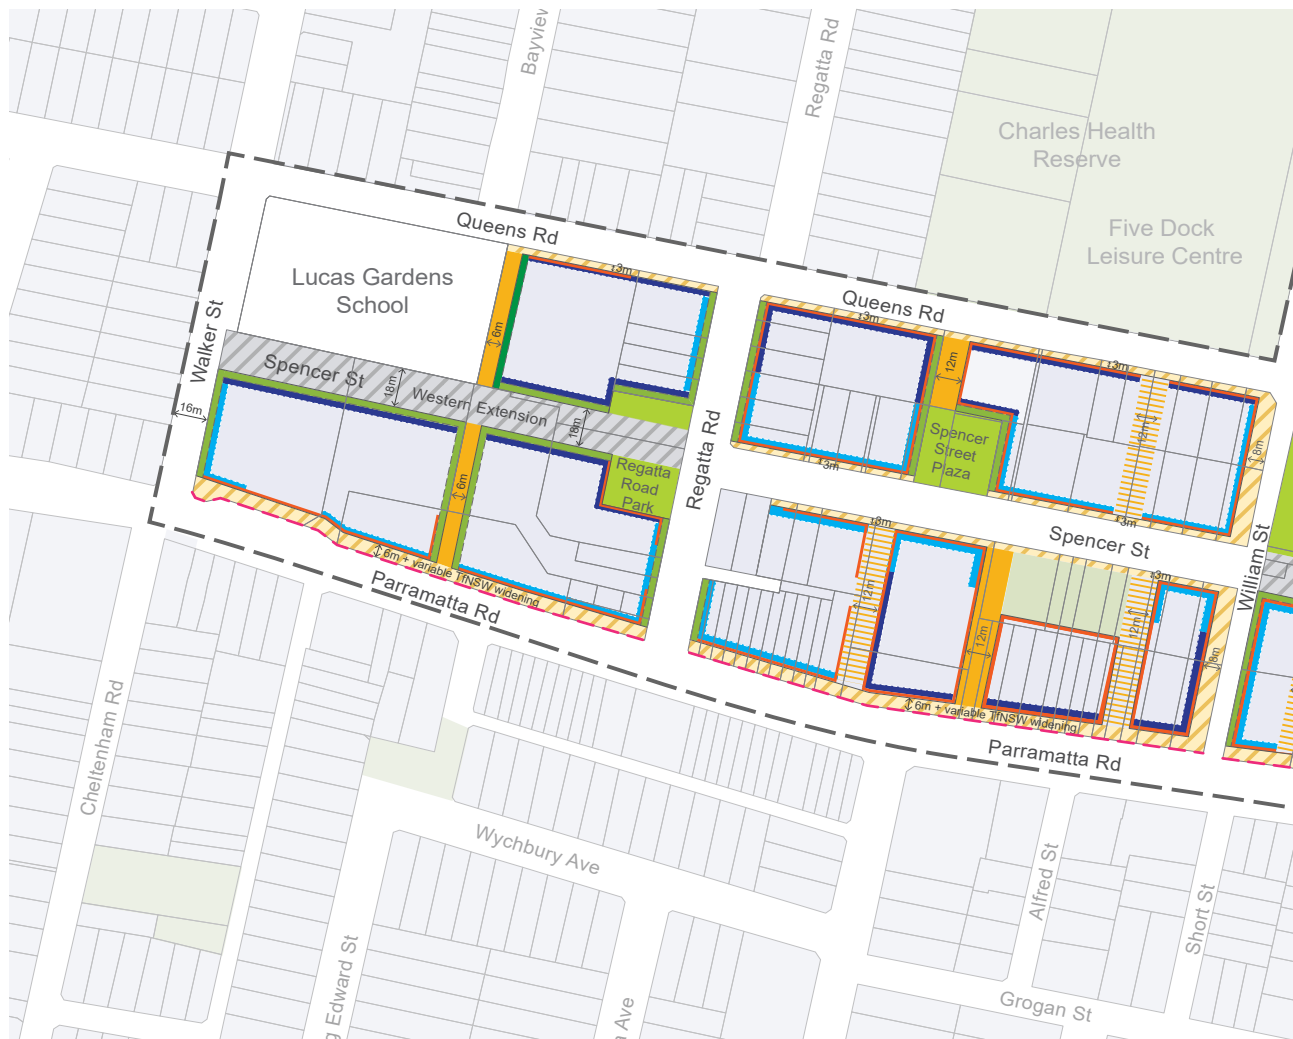 Bayview
Regatta Rd
Charles Health
Reserve
Five Dock
Leisure Centre
Queens Rd
Lucas Gardens
School
Walker St
3m
6m
Queens Rd
3m
12m
3m
Spencer St
18m
Western Extension
18m
16m
Regatta Rd
Regatta
Road
Park
6m
Spencer
Street
Plaza
3m
12m
8m
3m
3m
Spencer St
3m
William St
12m
12m
12m
8m
6m + variable TfNSW widening
Parramatta Rd
6m + variable TfNSW widening
Parramatta Rd
Cheltenham Rd
Wychbury Ave
Alfred St
Short St
Edward St
Ave
Grogan St